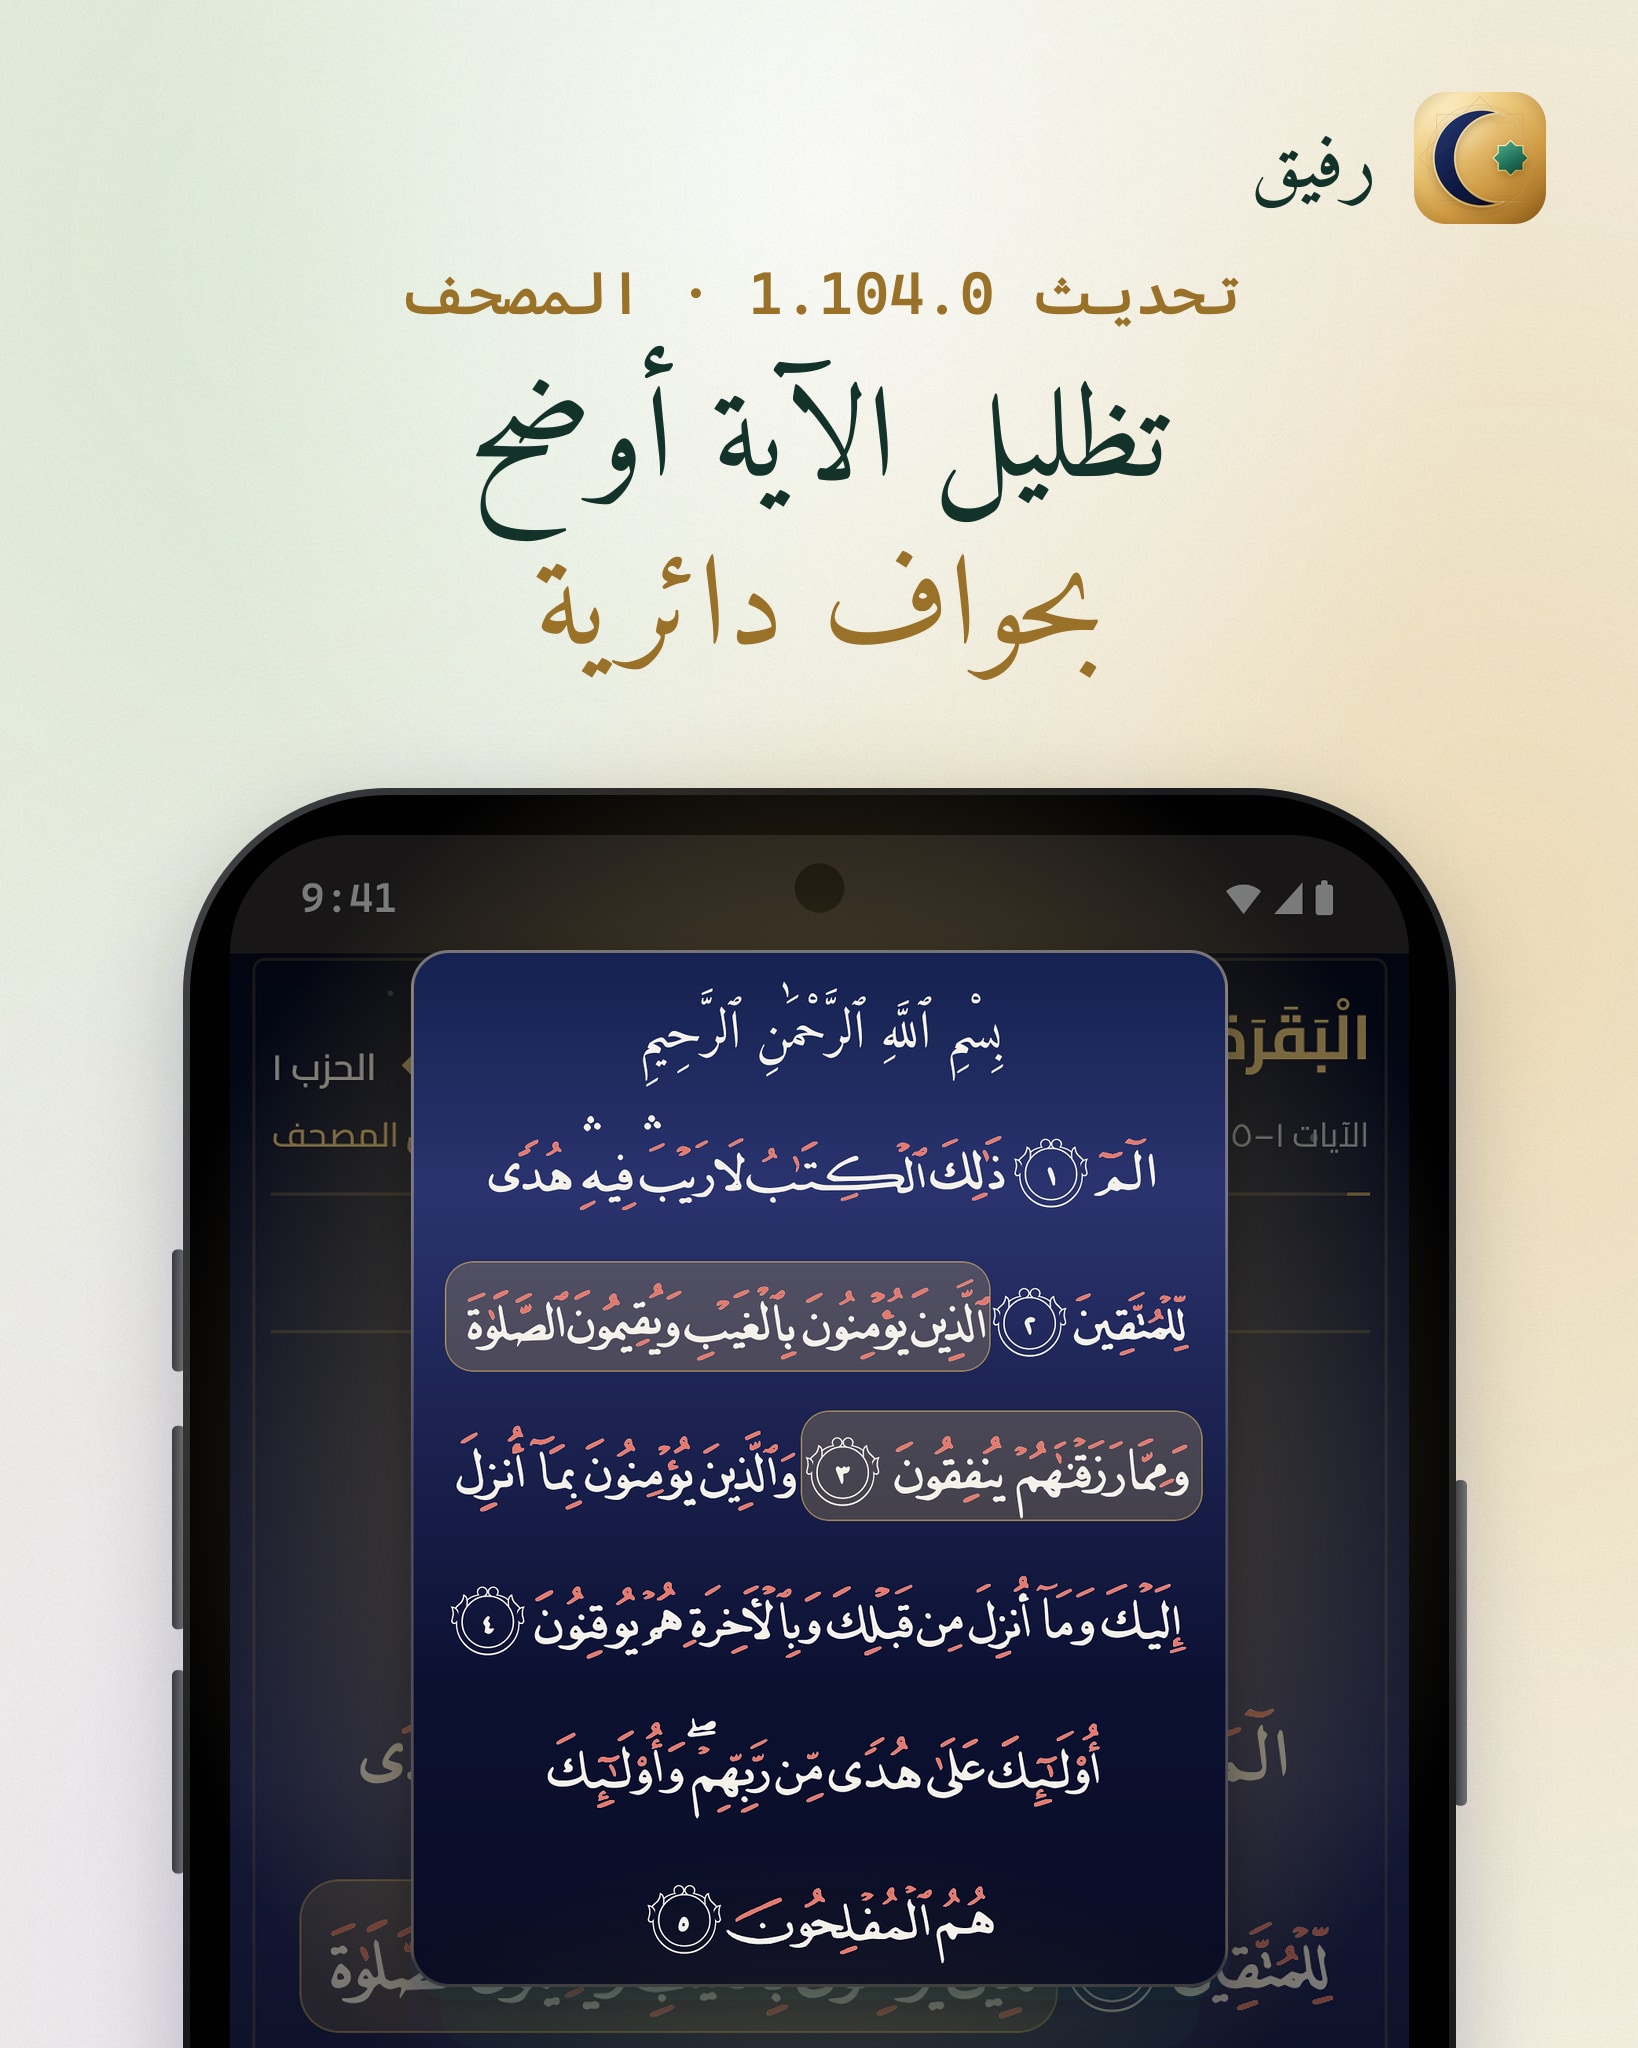 رفيق
تحديث 1.104.0 · المصحف
تظليل الآية أوضح
بحواف دائرية
9:41
الْبَقَرَة
الحزب ١
الآيات ١–٥
المصحف
بِسْمِ ٱللَّهِ ٱلرَّحْمَٰنِ ٱلرَّحِيمِ
الٓمٓ ١ ذَٰلِكَ ٱلْكِتَٰبُ لَا رَيْبَ ۛ فِيهِ ۛ هُدًى
لِّلْمُتَّقِينَ ٢ ٱلَّذِينَ يُؤْمِنُونَ بِٱلْغَيْبِ وَيُقِيمُونَ ٱلصَّلَوٰةَ
وَمِمَّا رَزَقْنَٰهُمْ يُنفِقُونَ ٣ وَٱلَّذِينَ يُؤْمِنُونَ بِمَآ أُنزِلَ
إِلَيْكَ وَمَآ أُنزِلَ مِن قَبْلِكَ وَبِٱلْأَخِرَةِ هُمْ يُوقِنُونَ ٤
أُو۟لَٰٓئِكَ عَلَىٰ هُدًى مِّن رَّبِّهِمْ ۖ وَأُو۟لَٰٓئِكَ
هُمُ ٱلْمُفْلِحُونَ ٥
لِّلْمُتَّقِينَ